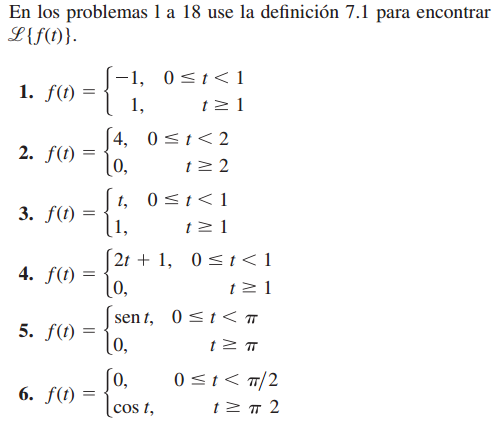 En los problemas 1 a 18 use la definición 7.1 para encontrar
ℒ{f(t)}.
1. f(t) = { −1, 0 ≤ t < 1
1, t ≥ 1
2. f(t) = { 4, 0 ≤ t < 2
0, t ≥ 2
3. f(t) = { t, 0 ≤ t < 1
1, t ≥ 1
4. f(t) = { 2t + 1, 0 ≤ t < 1
0, t ≥ 1
5. f(t) = { sen t, 0 ≤ t < π
0, t ≥ π
6. f(t) = { 0, 0 ≤ t < π/2
cos t, t ≥ π 2